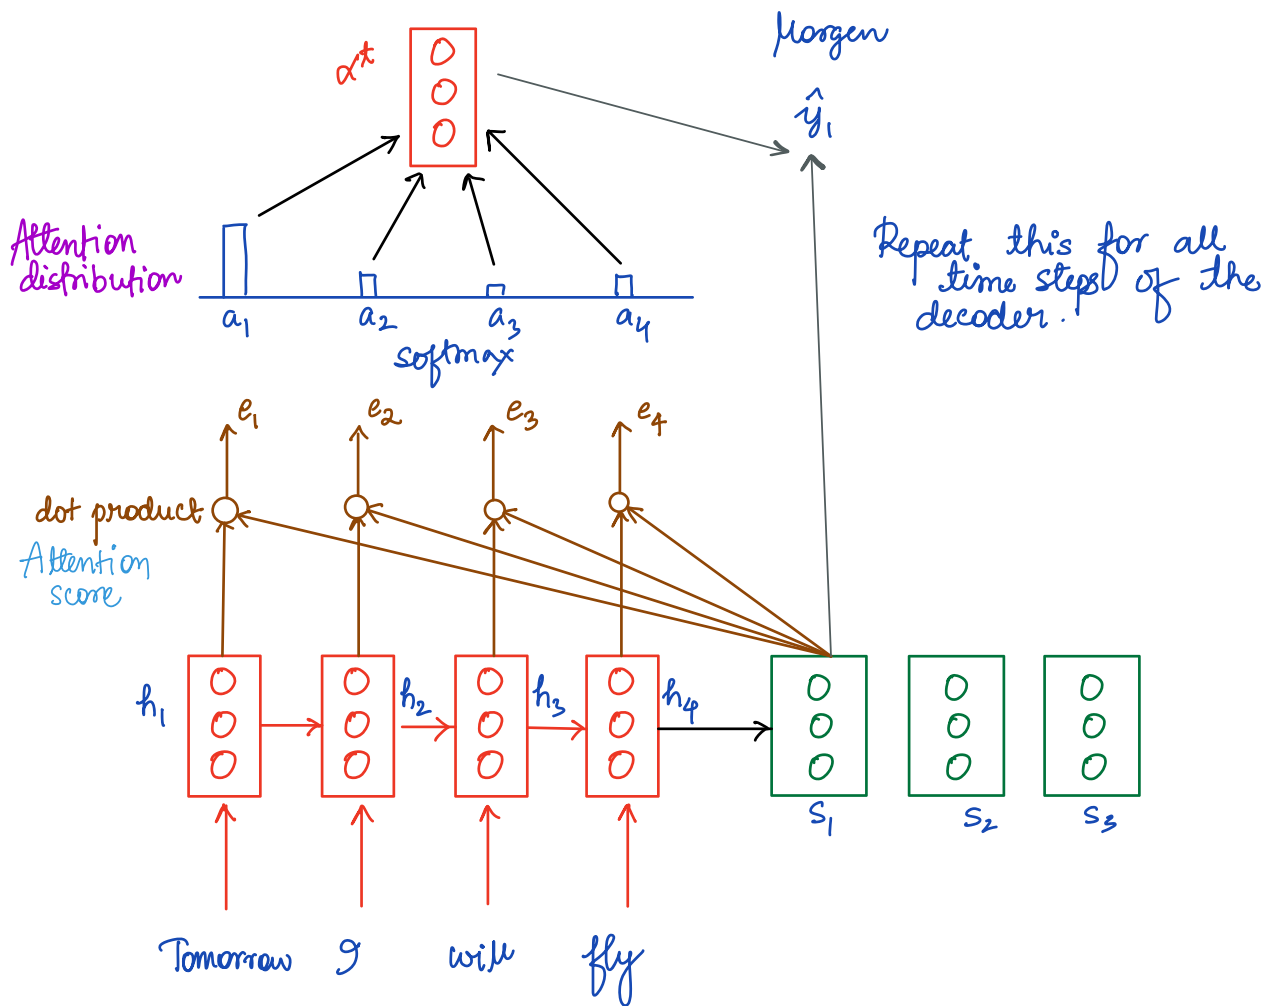 αᵗ
Morgen
ŷ₁
Attention
distribution
Repeat this for all
time steps of the
decoder.
a₁ a₂ a₃ a₄
softmax
e₁ e₂ e₃ e₄
dot product
Attention
score
h₁ h₂ h₃ h₄
s₁ s₂ s₃
Tomorrow I will fly